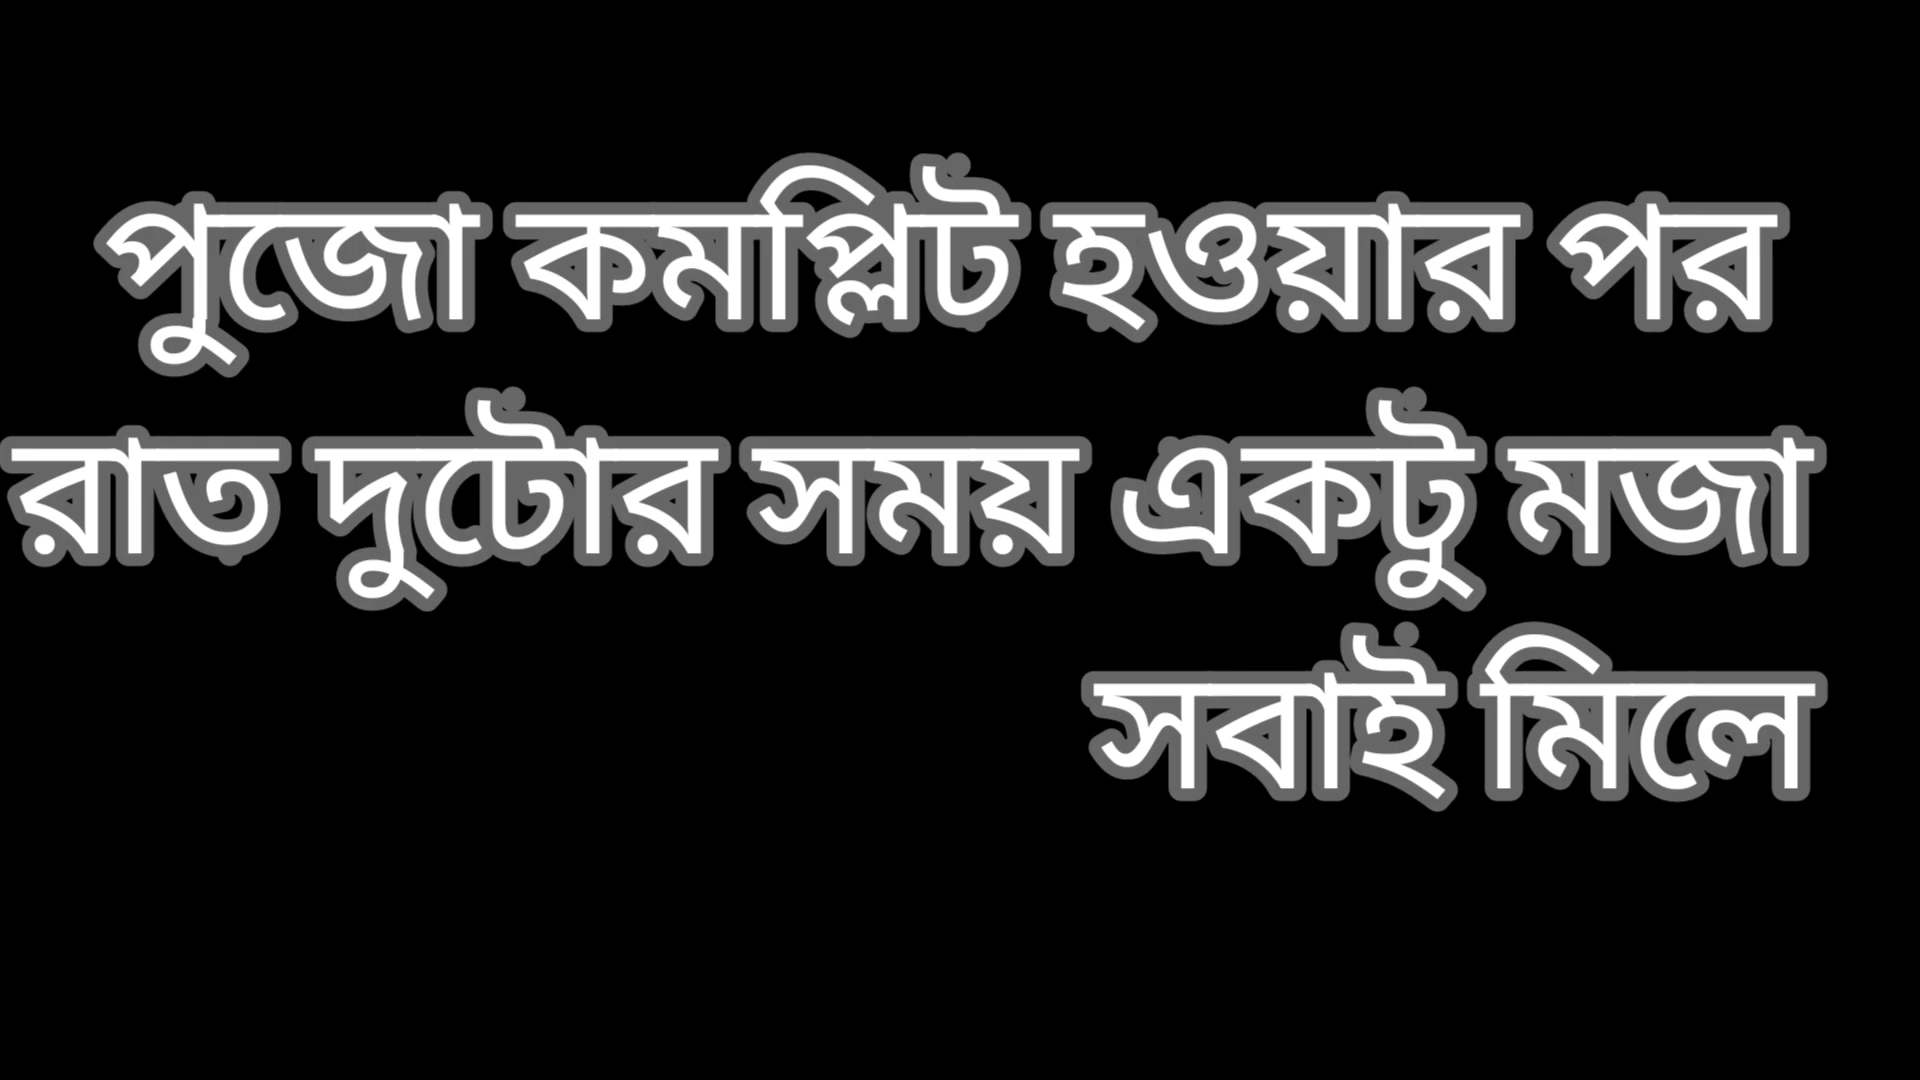 পুজো কমপ্লিট হওয়ার পর
রাত দুটোর সময় একটু মজা
সবাই মিলে